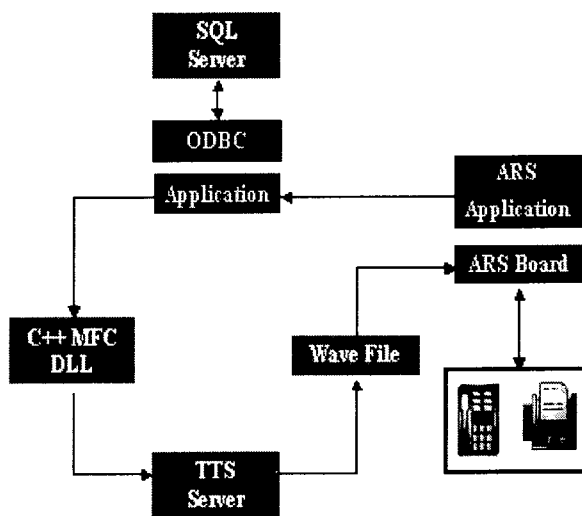 SQL
Server
ODBC
Application
ARS
Application
ARS Board
C++ MFC
DLL
Wave File
TTS
Server